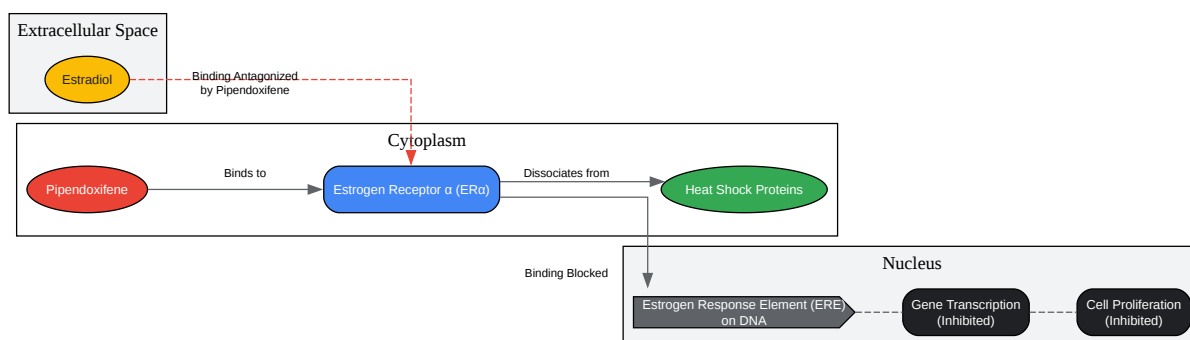 Extracellular Space
Estradiol
Binding Antagonized
by Pipendoxifene
Cytoplasm
Pipendoxifene
Binds to
Estrogen Receptor α (ERα)
Dissociates from
Heat Shock Proteins
Binding Blocked
Nucleus
Estrogen Response Element (ERE)
on DNA
Gene Transcription
(Inhibited)
Cell Proliferation
(Inhibited)